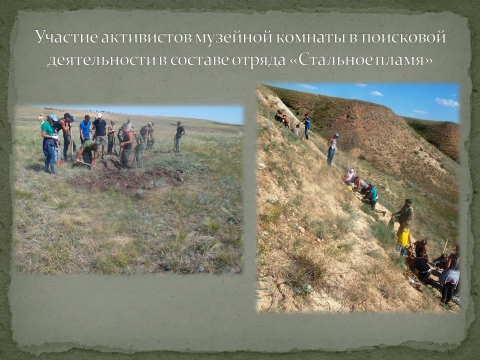 Участие активистов музейной комнаты в поисковой
деятельности в составе отряда «Стальное пламя»